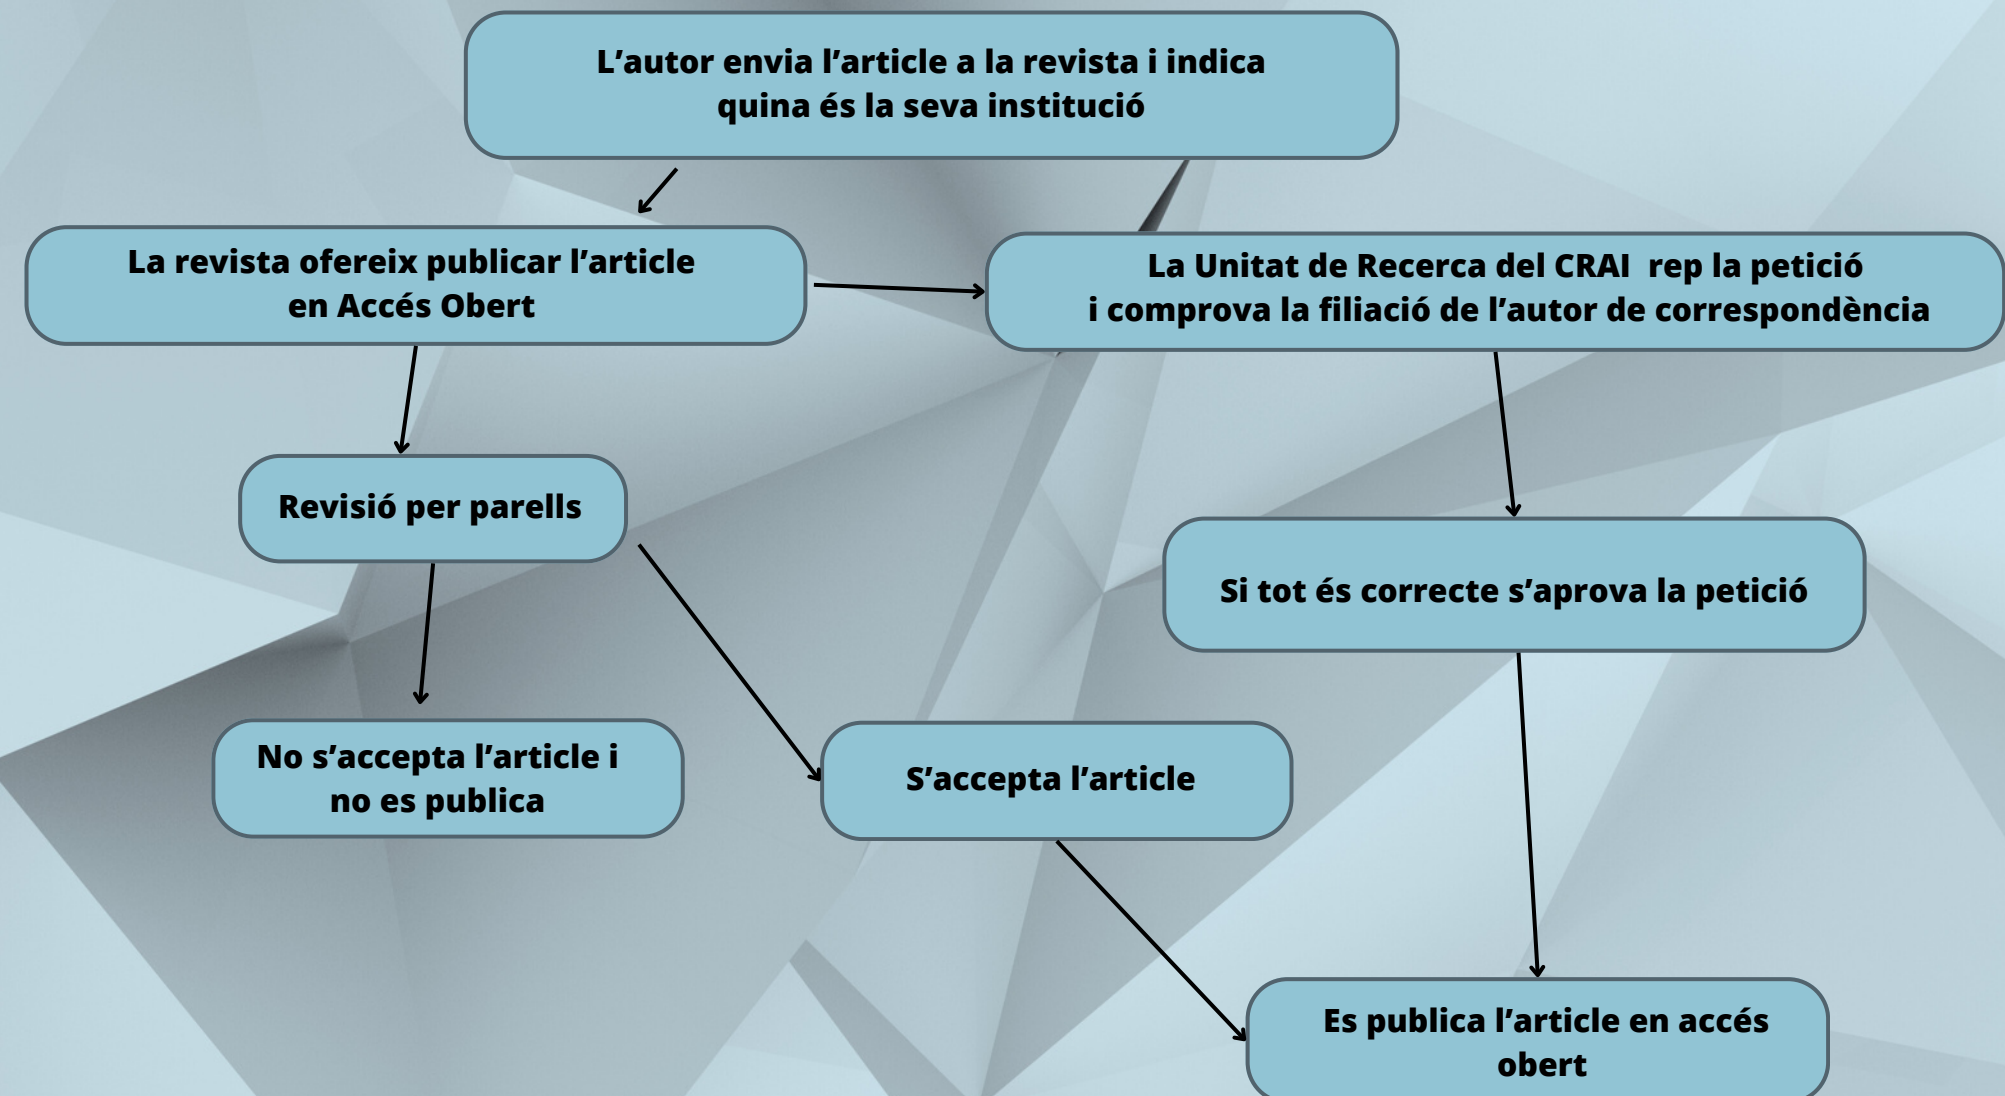 L’autor envia l’article a la revista i indica
quina és la seva institució
La revista ofereix publicar l’article
en Accés Obert
La Unitat de Recerca del CRAI  rep la petició
i comprova la filiació de l’autor de correspondència
Revisió per parells
Si tot és correcte s’aprova la petició
No s’accepta l’article i
no es publica
S’accepta l’article
Es publica l’article en accés
obert